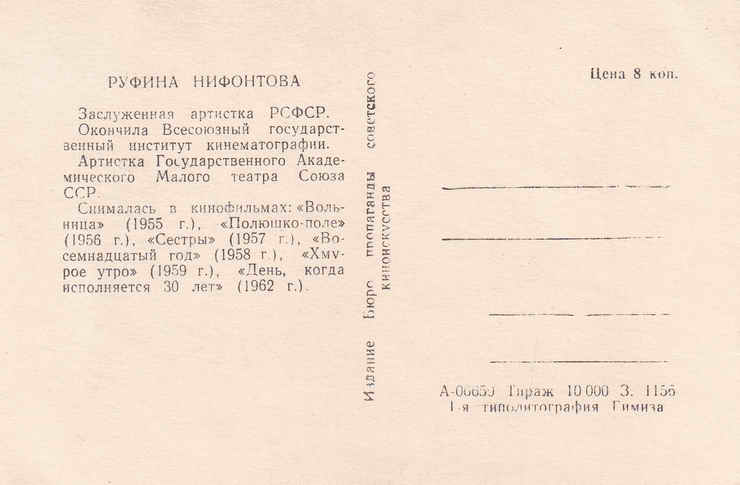 РУФИНА НИФОНТОВА
Заслуженная артистка РСФСР.
Окончила Всесоюзный государст-
венный институт кинематографии.
Артистка Государственного Акаде-
мического Малого театра Союза
ССР.
Снималась в кинофильмах: «Воль-
ница» (1955 г.), «Полюшко-поле»
(1956 г.), «Сестры» (1957 г.), «Во-
семнадцатый год» (1958 г.), «Хму-
рое утро» (1959 г.), «День, когда
исполняется 30 лет» (1962 г.).
Издание Бюро пропаганды советского
киноискусства
Цена 8 коп.
А-06659 Тираж 10 000 З. 1156
1-я типолитография Гимиза